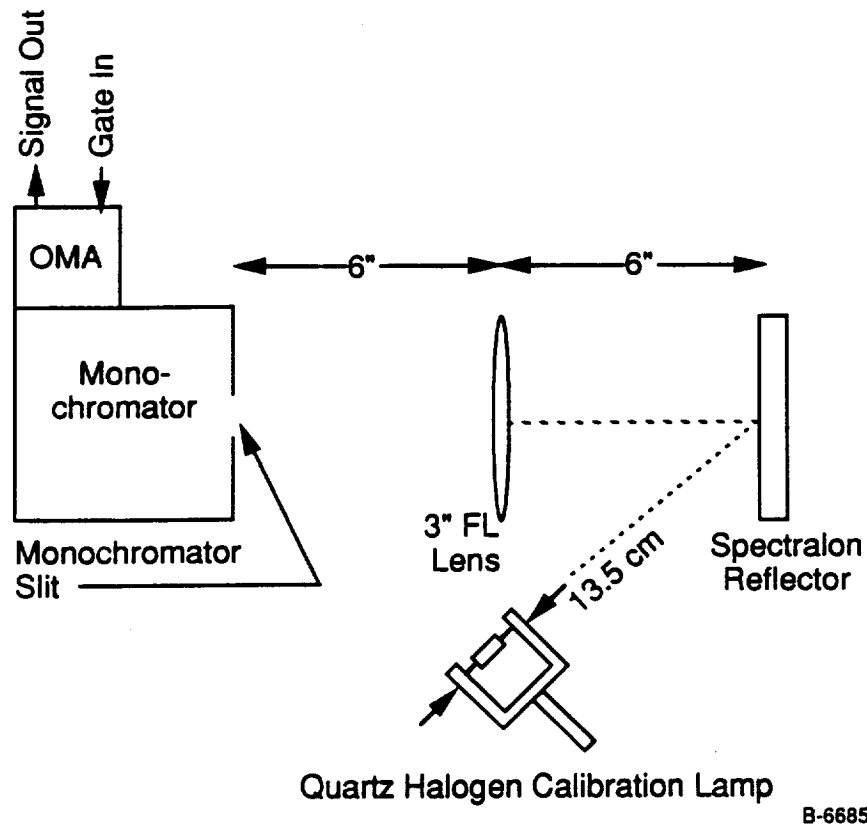 Signal Out
Gate In
OMA
6"
6"
Mono-
chromator
3" FL
Lens
13.5 cm
Spectralon
Reflector
Monochromator
Slit
Quartz Halogen Calibration Lamp
B-6685